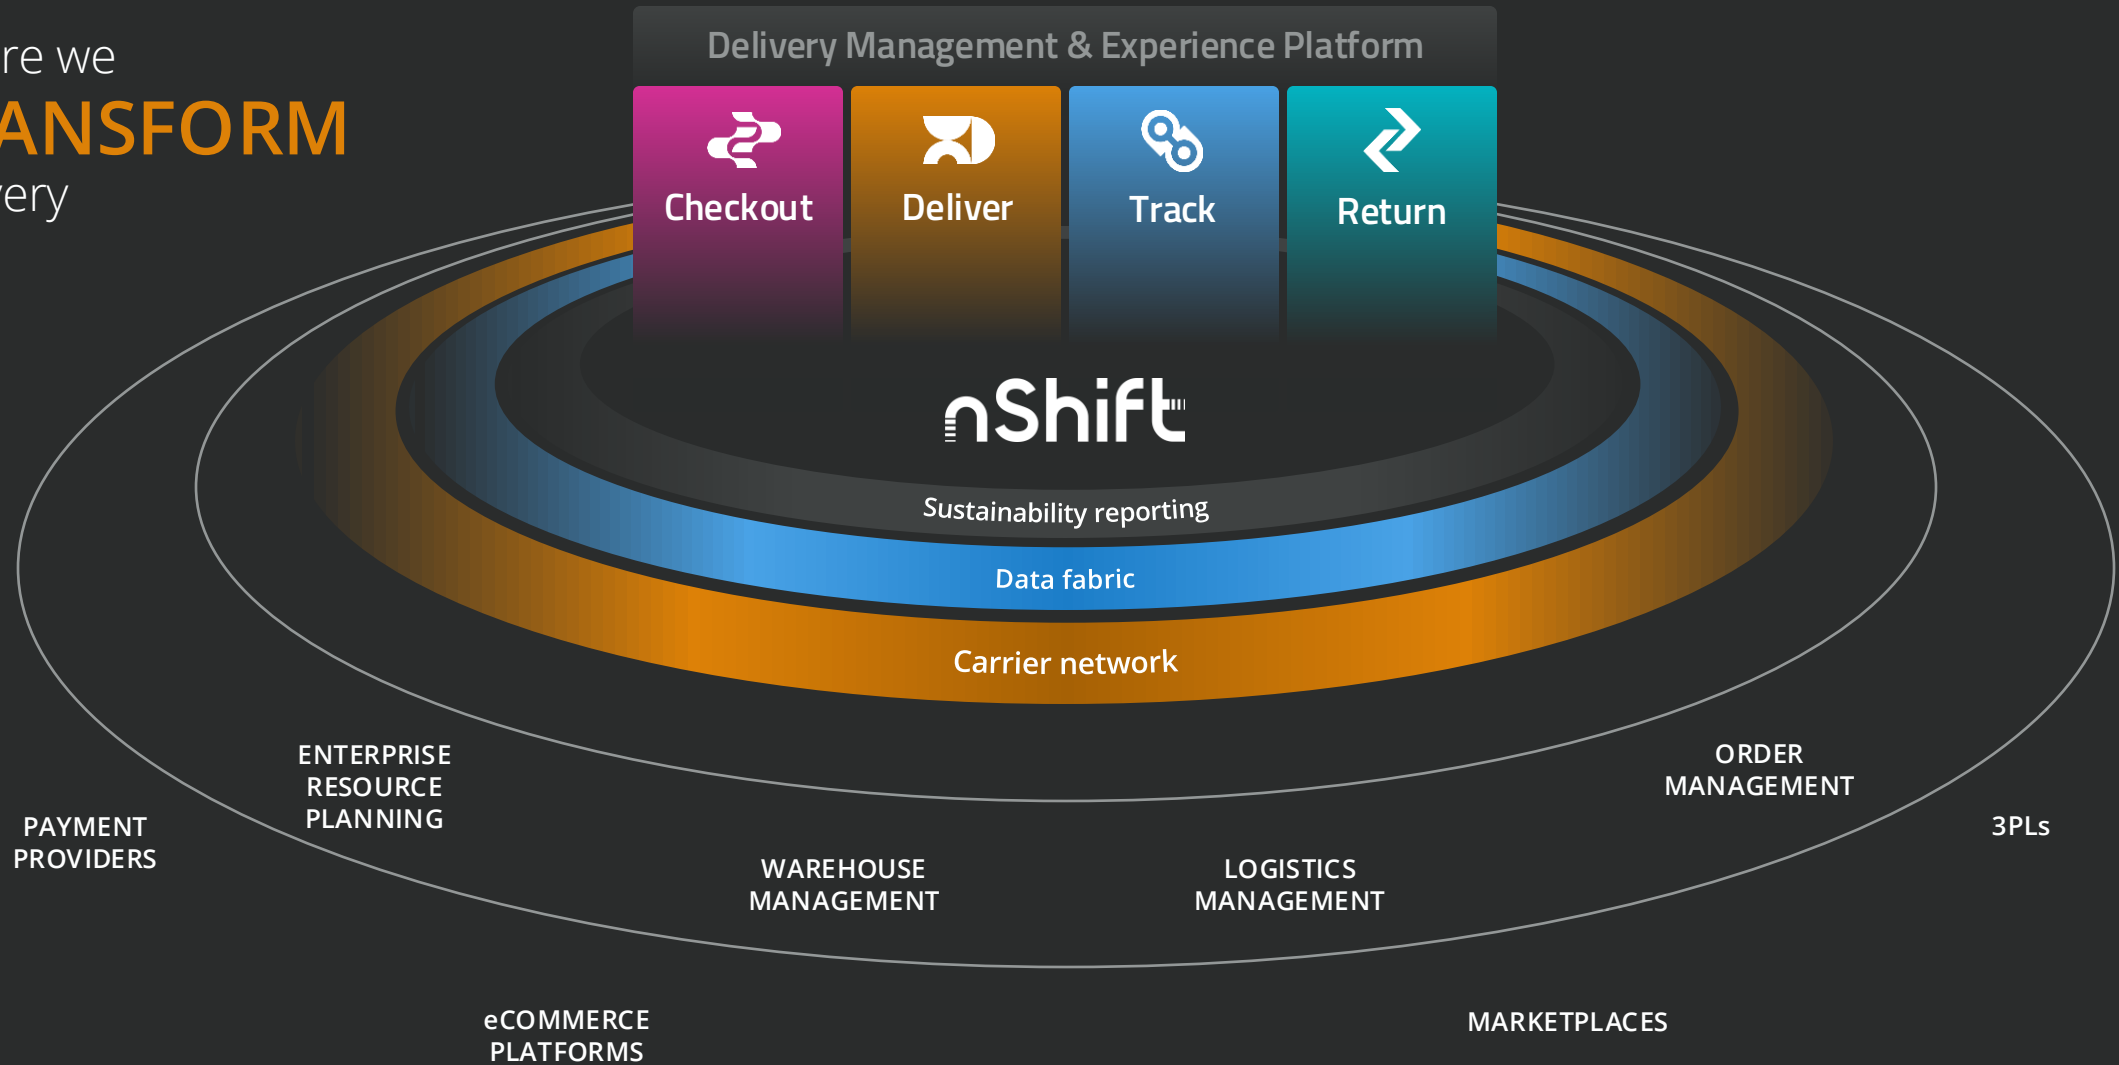 re we
ANSFORM
ery
Delivery Management & Experience Platform
Checkout
Deliver
Track
Return
nShift
Sustainability reporting
Data fabric
Carrier network
ENTERPRISE
RESOURCE
PLANNING
ORDER
MANAGEMENT
PAYMENT
PROVIDERS
3PLs
WAREHOUSE
MANAGEMENT
LOGISTICS
MANAGEMENT
eCOMMERCE
PLATFORMS
MARKETPLACES